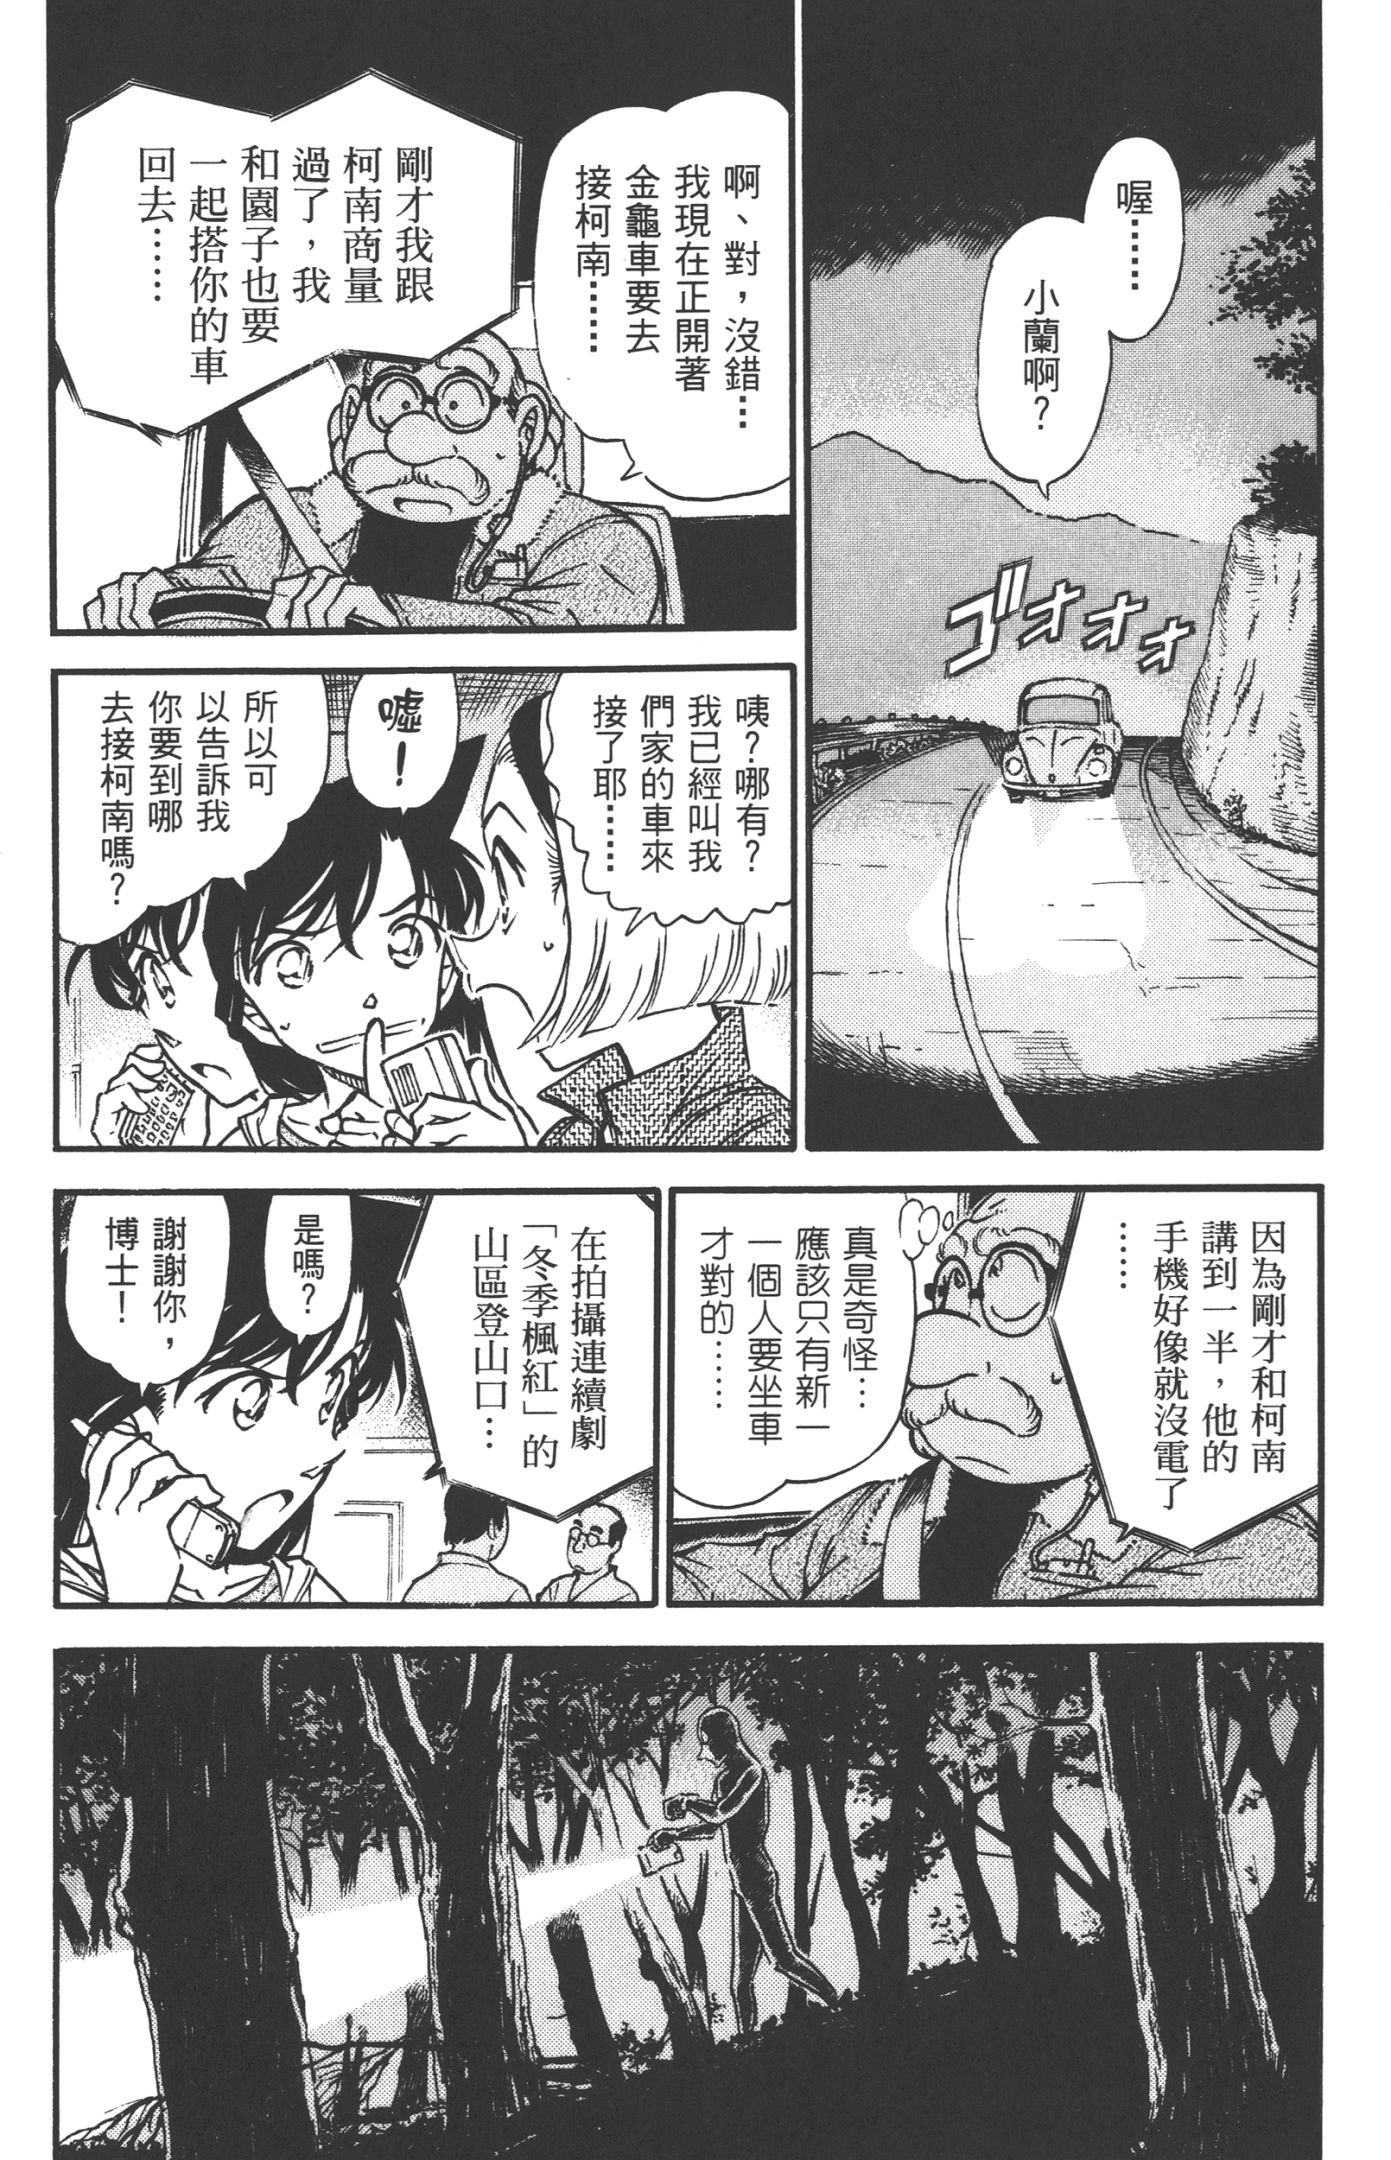 喔……
小蘭啊？
ゴオオォ
啊、對，沒錯…
我現在正開著
金龜車要去
接柯南……
剛才我跟
柯南商量
過了，我
和園子也要
一起搭你的車
回去……
咦？哪有？
我已經叫我
們家的車來
接了耶……
噓！
所以可
以告訴我
你要到哪
去接柯南嗎？
因為剛才和柯南
講到一半，他的
手機好像就沒電了
……
真是奇怪…
應該只有新一
一個人要坐車
才對的……
在拍攝連續劇
「冬季楓紅」的
山區登山口…
是嗎？
謝謝你，
博士！